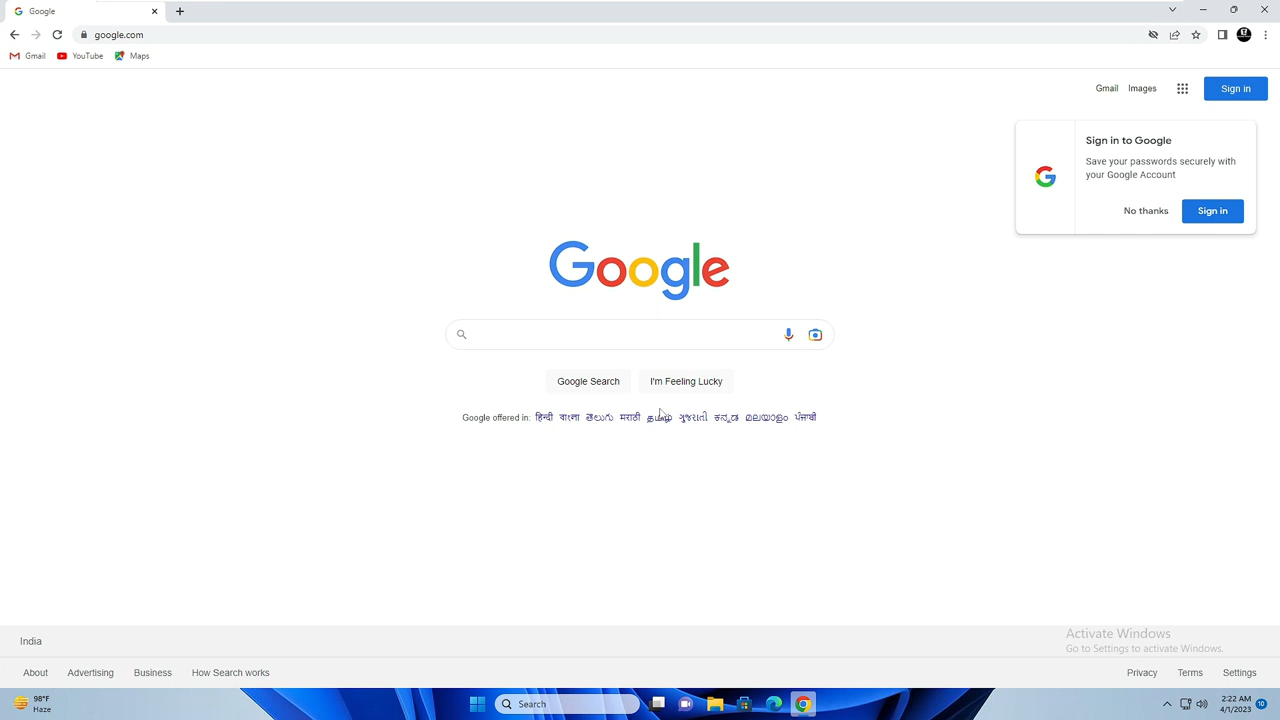 Google
google.com
Gmail YouTube Maps
Gmail Images Sign in
Sign in to Google
Save your passwords securely with
your Google Account
No thanks Sign in
Google
Google Search I'm Feeling Lucky
Google offered in: हिन्दी বাংলা తెలుగు मराठी தமிழ் ગુજરાતી ಕನ್ನಡ മലയാളം ਪੰਜਾਬੀ
India
Activate Windows
Go to Settings to activate Windows.
About Advertising Business How Search works Privacy Terms Settings
98°F
Haze
Search
2:22 AM
4/1/2023
10